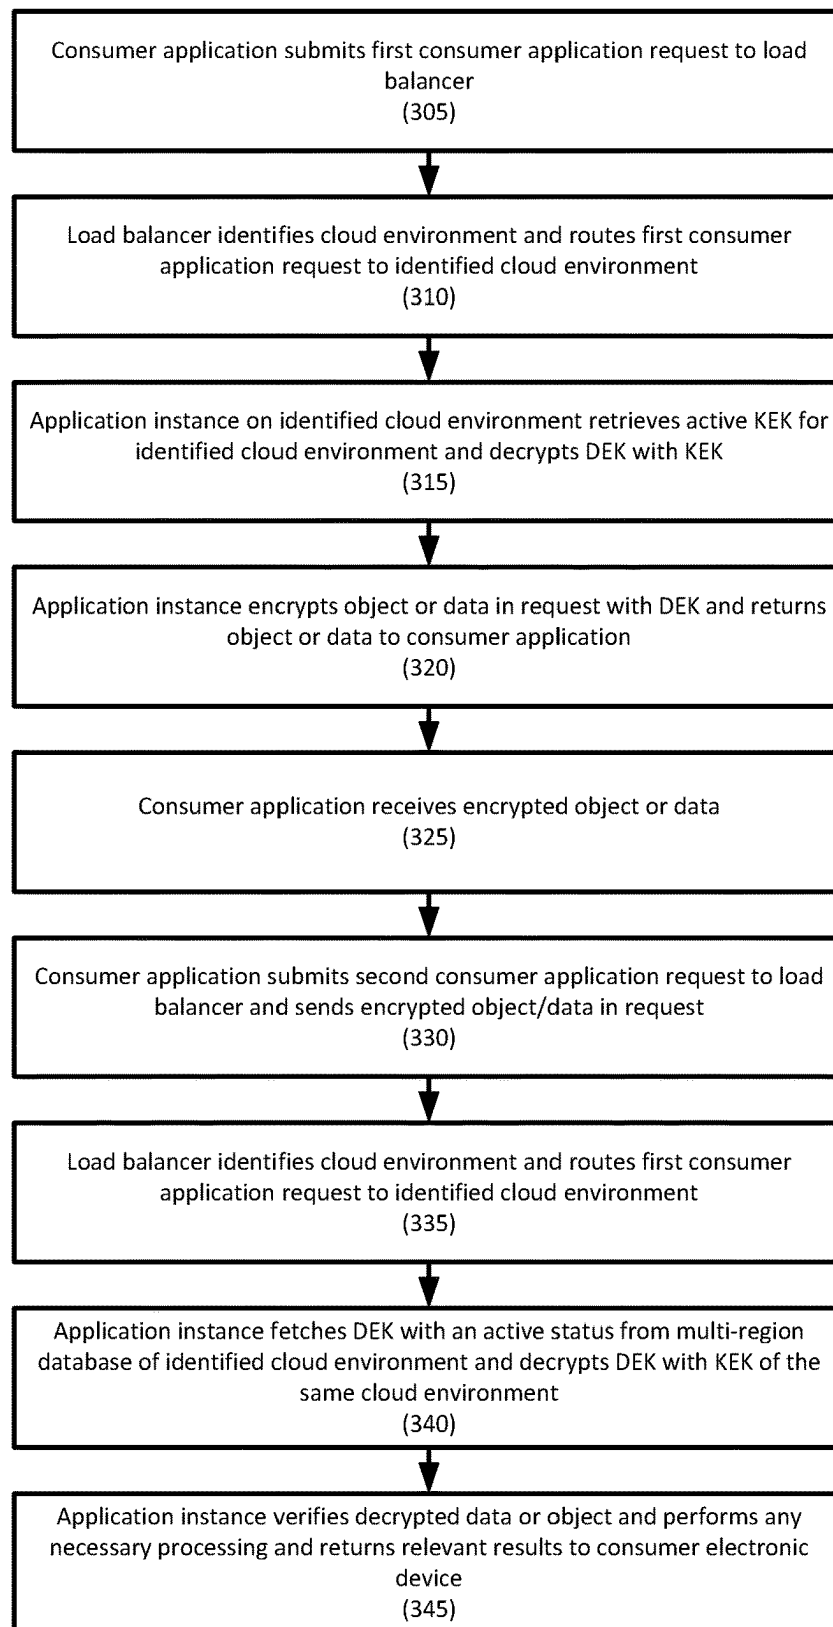 Consumer application submits first consumer application request to load
balancer
(305)
Load balancer identifies cloud environment and routes first consumer
application request to identified cloud environment
(310)
Application instance on identified cloud environment retrieves active KEK for
identified cloud environment and decrypts DEK with KEK
(315)
Application instance encrypts object or data in request with DEK and returns
object or data to consumer application
(320)
Consumer application receives encrypted object or data
(325)
Consumer application submits second consumer application request to load
balancer and sends encrypted object/data in request
(330)
Load balancer identifies cloud environment and routes first consumer
application request to identified cloud environment
(335)
Application instance fetches DEK with an active status from multi-region
database of identified cloud environment and decrypts DEK with KEK of the
same cloud environment
(340)
Application instance verifies decrypted data or object and performs any
necessary processing and returns relevant results to consumer electronic
device
(345)